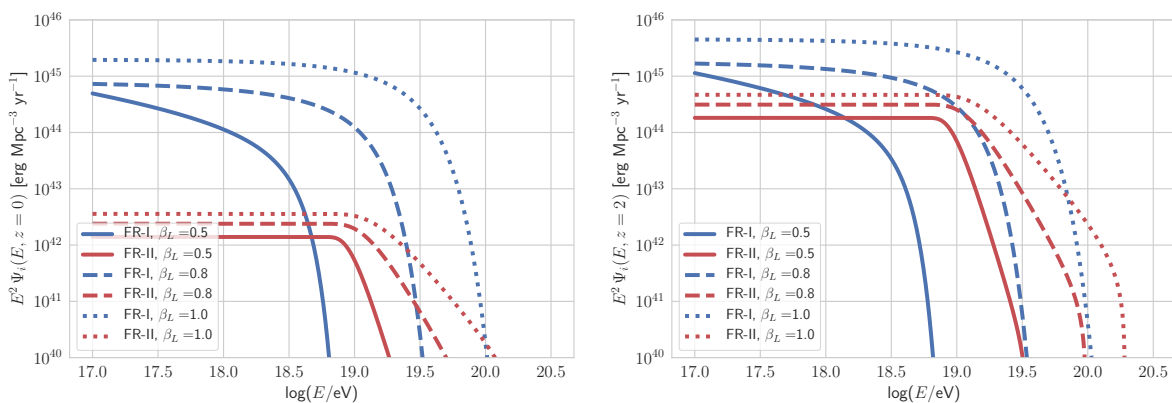 10^46
10^45
10^44
10^43
10^42
10^41
10^40
E^2 Ψ_i(E, z = 0) [erg Mpc^−3 yr^−1]
FR-I, β_L =0.5
FR-II, β_L =0.5
FR-I, β_L =0.8
FR-II, β_L =0.8
FR-I, β_L =1.0
FR-II, β_L =1.0
17.0 17.5 18.0 18.5 19.0 19.5 20.0 20.5
log(E/eV)
10^46
10^45
10^44
10^43
10^42
10^41
10^40
E^2 Ψ_i(E, z = 2) [erg Mpc^−3 yr^−1]
FR-I, β_L =0.5
FR-II, β_L =0.5
FR-I, β_L =0.8
FR-II, β_L =0.8
FR-I, β_L =1.0
FR-II, β_L =1.0
17.0 17.5 18.0 18.5 19.0 19.5 20.0 20.5
log(E/eV)